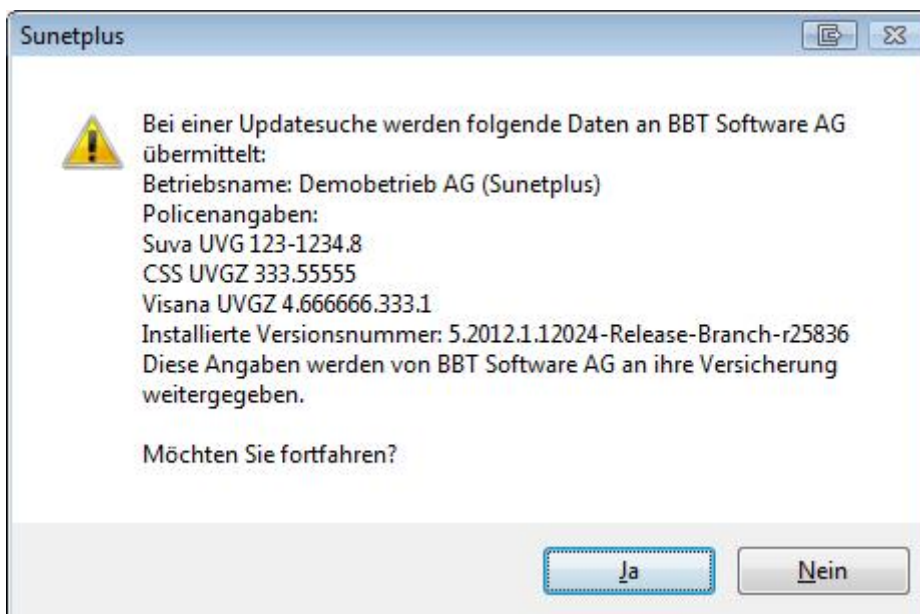 Sunetplus
Bei einer Updatesuche werden folgende Daten an BBT Software AG
übermittelt:
Betriebsname: Demobetrieb AG (Sunetplus)
Policenangaben:
Suva UVG 123-1234.8
CSS UVGZ 333.55555
Visana UVGZ 4.666666.333.1
Installierte Versionsnummer: 5.2012.1.12024-Release-Branch-r25836
Diese Angaben werden von BBT Software AG an ihre Versicherung
weitergegeben.
Möchten Sie fortfahren?
Ja
Nein